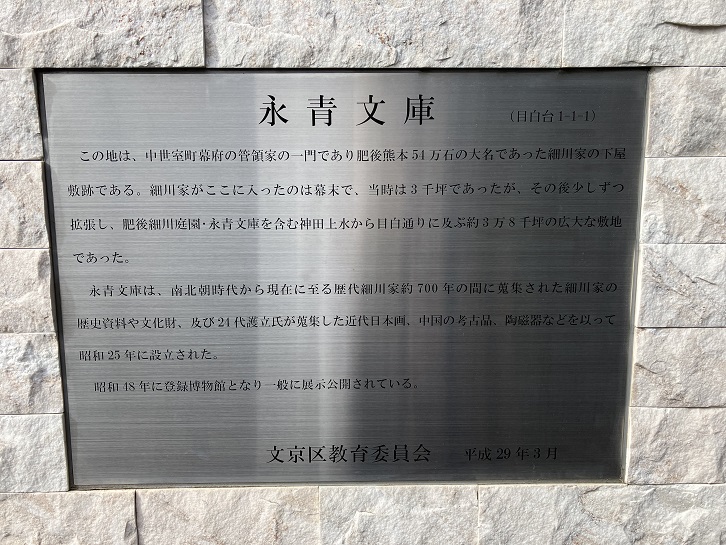 永青文庫 (目白台1-1-1)
この地は、中世室町幕府の管領家の一門であり肥後熊本54万石の大名であった細川家の下屋
敷跡である。細川家がここに入ったのは幕末で、当時は3千坪であったが、その後少しずつ
拡張し、肥後細川庭園・永青文庫を含む神田上水から目白通りに及ぶ約3万8千坪の広大な敷地
であった。
永青文庫は、南北朝時代から現在に至る歴代細川家約700年の間に蒐集された細川家の
歴史資料や文化財、及び24代護立氏が蒐集した近代日本画、中国の考古品、陶磁器などを以って
昭和25年に設立された。
昭和48年に登録博物館となり一般に展示公開されている。
文京区教育委員会 平成29年3月